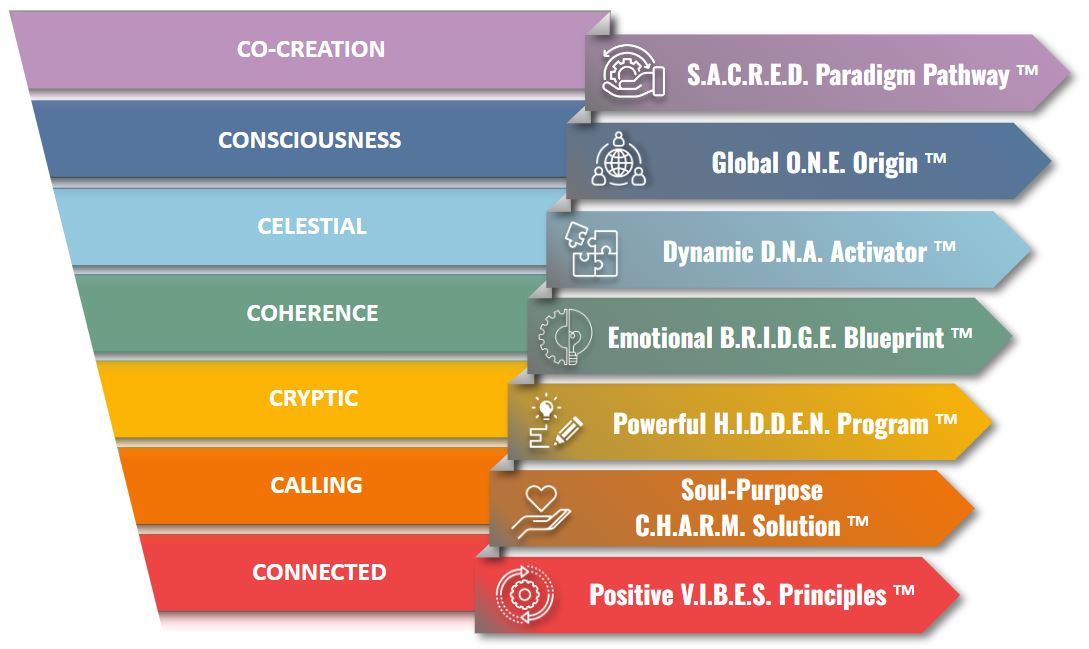 CO-CREATION
S.A.C.R.E.D. Paradigm Pathway ™
CONSCIOUSNESS
Global O.N.E. Origin ™
CELESTIAL
Dynamic D.N.A. Activator ™
COHERENCE
Emotional B.R.I.D.G.E. Blueprint ™
CRYPTIC
Powerful H.I.D.D.E.N. Program ™
CALLING
Soul-Purpose
C.H.A.R.M. Solution ™
CONNECTED
Positive V.I.B.E.S. Principles ™